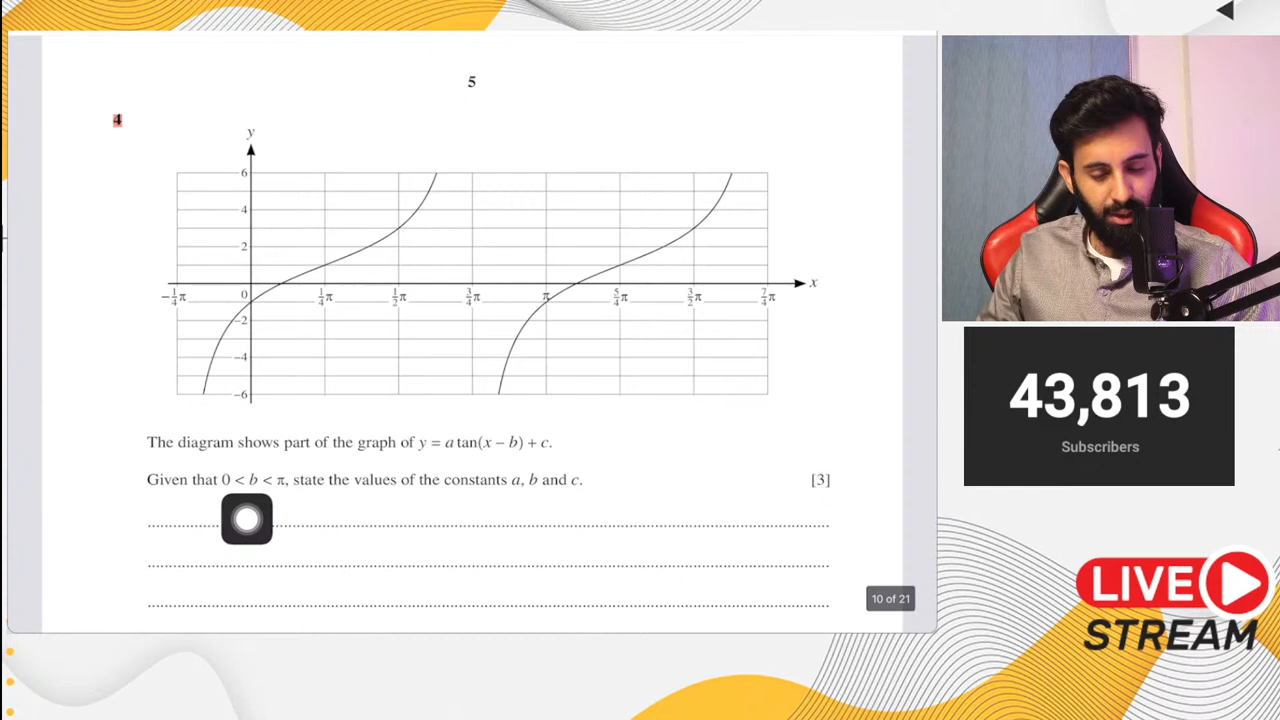 5
4
y
6
4
2
0
−2
−4
−6
−1/4π
1/4π
1/2π
3/4π
π
5/4π
3/2π
7/4π
x
The diagram shows part of the graph of y = a tan(x − b) + c.
Given that 0 < b < π, state the values of the constants a, b and c. [3]
10 of 21
43,813
Subscribers
LIVE
STREAM